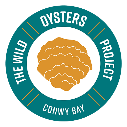 THE WILD
OYSTERS
PROJECT
CONWY BAY